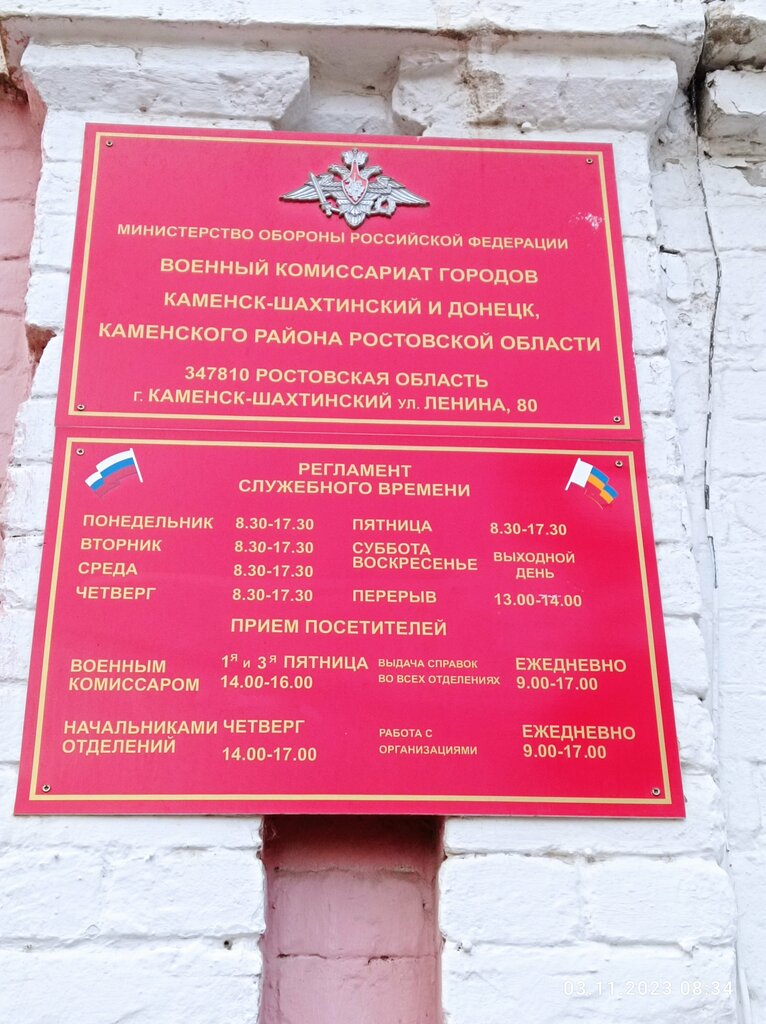 МИНИСТЕРСТВО ОБОРОНЫ РОССИЙСКОЙ ФЕДЕРАЦИИ
ВОЕННЫЙ КОМИССАРИАТ ГОРОДОВ
КАМЕНСК-ШАХТИНСКИЙ И ДОНЕЦК,
КАМЕНСКОГО РАЙОНА РОСТОВСКОЙ ОБЛАСТИ
347810 РОСТОВСКАЯ ОБЛАСТЬ
г. КАМЕНСК-ШАХТИНСКИЙ ул. ЛЕНИНА, 80
РЕГЛАМЕНТ
СЛУЖЕБНОГО ВРЕМЕНИ
ПОНЕДЕЛЬНИК 8.30-17.30
ВТОРНИК 8.30-17.30
СРЕДА 8.30-17.30
ЧЕТВЕРГ 8.30-17.30
ПЯТНИЦА 8.30-17.30
СУББОТА
ВОСКРЕСЕНЬЕ
ВЫХОДНОЙ
ДЕНЬ
ПЕРЕРЫВ 13.00-14.00
ПРИЕМ ПОСЕТИТЕЛЕЙ
ВОЕННЫМ
КОМИССАРОМ
1я и 3я ПЯТНИЦА
14.00-16.00
ВЫДАЧА СПРАВОК
ВО ВСЕХ ОТДЕЛЕНИЯХ
ЕЖЕДНЕВНО
9.00-17.00
НАЧАЛЬНИКАМИ
ОТДЕЛЕНИЙ
ЧЕТВЕРГ
14.00-17.00
РАБОТА С
ОРГАНИЗАЦИЯМИ
ЕЖЕДНЕВНО
9.00-17.00
03.11.2023 08:34